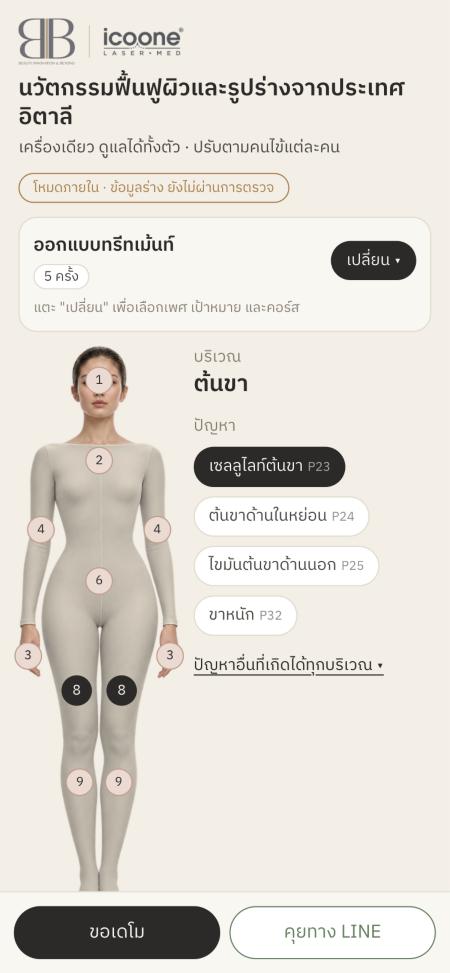 BB
BEAUTY INNOVATION & BEYOND
icoone®
LASER • MED
นวัตกรรมฟื้นฟูผิวและรูปร่างจากประเทศ
อิตาลี
เครื่องเดียว ดูแลได้ทั้งตัว · ปรับตามคนไข้แต่ละคน
โหมดภายใน · ข้อมูลร่าง ยังไม่ผ่านการตรวจ
ออกแบบทรีทเม้นท์
5 ครั้ง
เปลี่ยน ▾
แตะ "เปลี่ยน" เพื่อเลือกเพศ เป้าหมาย และคอร์ส
1
2
4 4
6
3 3
8 8
9 9
บริเวณ
ต้นขา
ปัญหา
เซลลูไลท์ต้นขา P23
ต้นขาด้านในหย่อน P24
ไขมันต้นขาด้านนอก P25
ขาหนัก P32
ปัญหาอื่นที่เกิดได้ทุกบริเวณ ▾
ขอเดโม
คุยทาง LINE